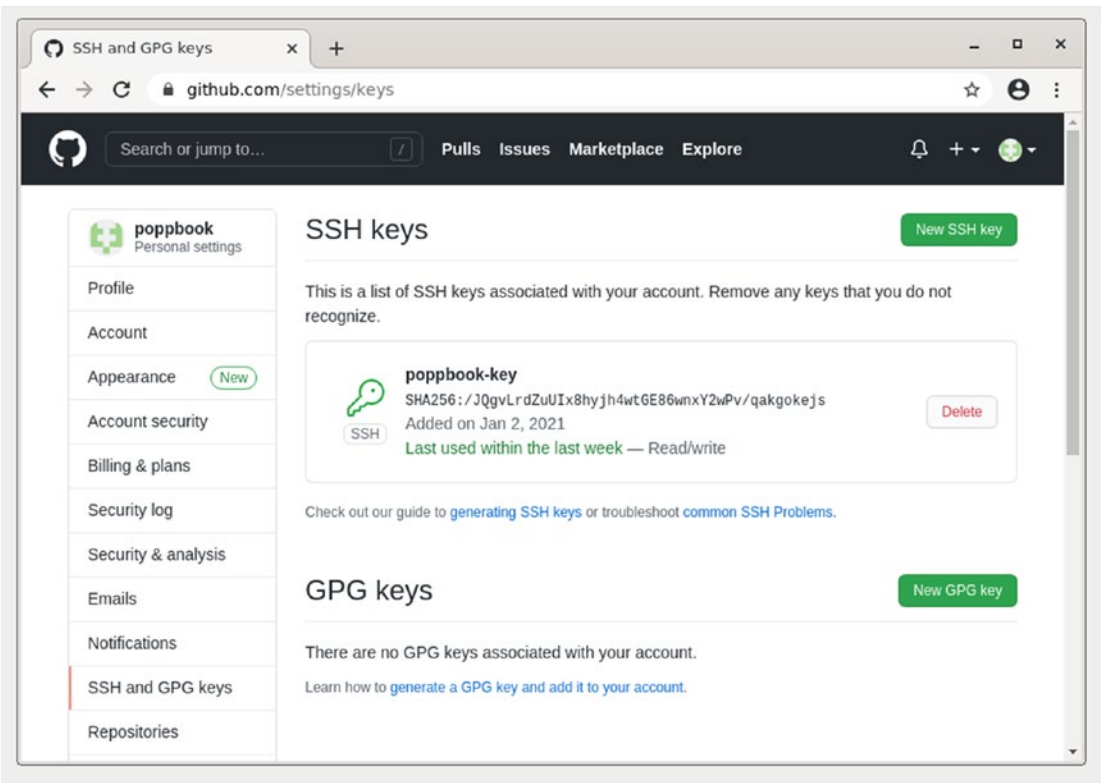 SSH and GPG keys
github.com/settings/keys
Search or jump to...
/
Pulls Issues Marketplace Explore
poppbook
Personal settings
Profile
Account
Appearance New
Account security
Billing & plans
Security log
Security & analysis
Emails
Notifications
SSH and GPG keys
Repositories
SSH keys
New SSH key
This is a list of SSH keys associated with your account. Remove any keys that you do not
recognize.
SSH
poppbook-key
SHA256:/JQgvLrdZuUIx8hyjh4wtGE86wnxY2wPv/qakgokejs
Added on Jan 2, 2021
Last used within the last week — Read/write
Delete
Check out our guide to generating SSH keys or troubleshoot common SSH Problems.
GPG keys
New GPG key
There are no GPG keys associated with your account.
Learn how to generate a GPG key and add it to your account.